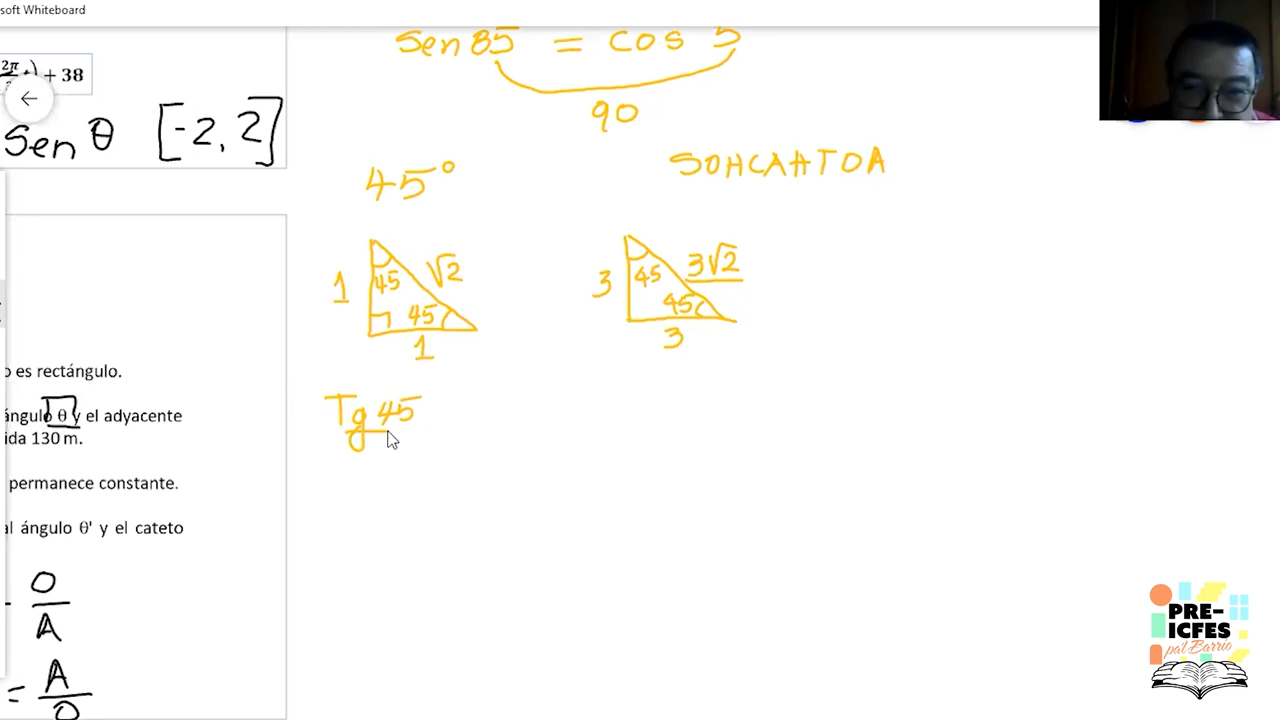 soft Whiteboard
+ 38
Sen θ [-2, 2]
o es rectángulo.
ángulo θ y el adyacente
ida 130 m.
permanece constante.
al ángulo θ' y el cateto
O
A
= A
O
Sen 85 = cos 5
90
45°
SOHCAHTOA
1
45
√2
45
1
3
45
3√2
45
3
Tg 45
PRE-
ICFES
pa'l Barrio